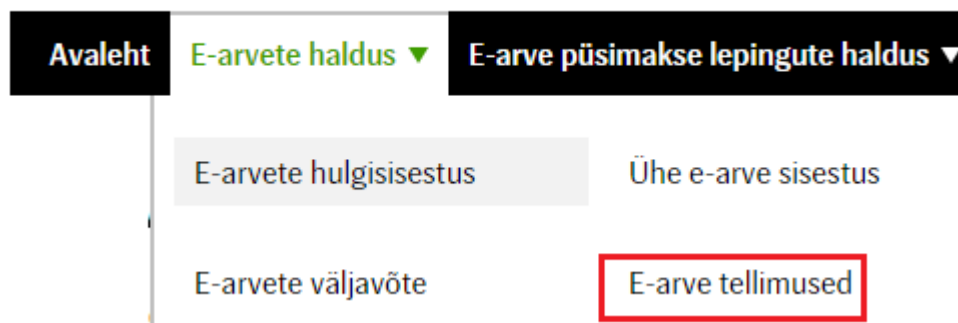 Avaleht E-arvete haldus ▼ E-arve püsimakse lepingute haldus ▼
E-arvete hulgisisestus Ühe e-arve sisestus
E-arvete väljavõte E-arve tellimused